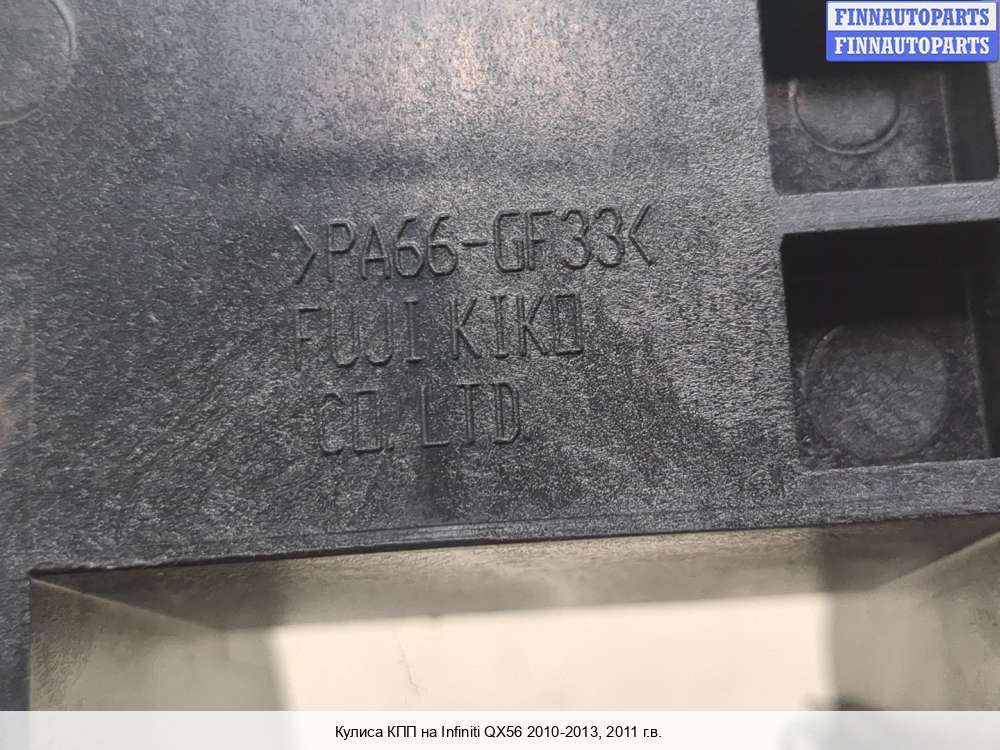 FINNAUTOPARTS
FINNAUTOPARTS
>PA66-GF33<
FUJI KIKO
CO. LTD.
Кулиса КПП на Infiniti QX56 2010-2013, 2011 г.в.